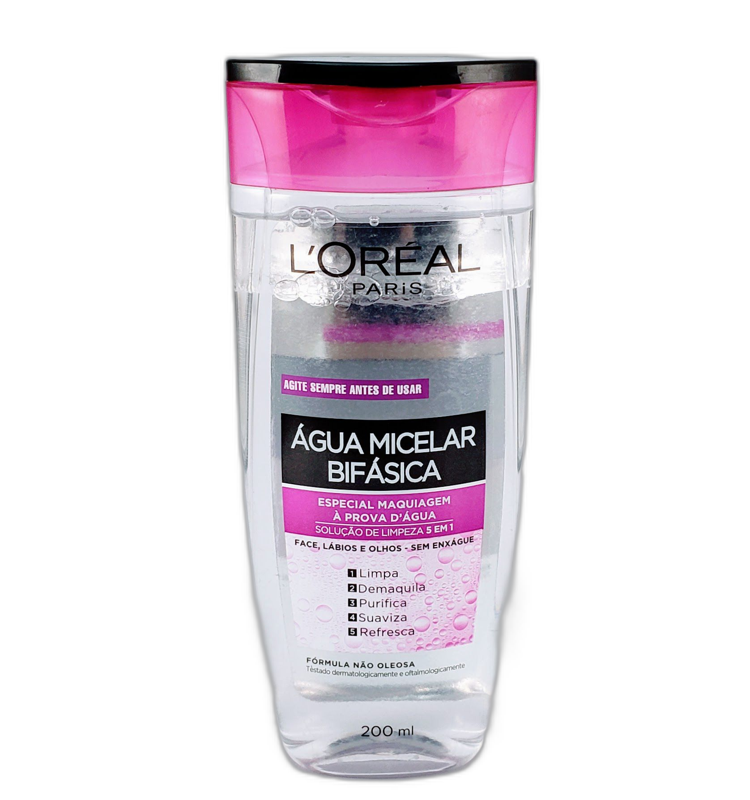 L'ORÉAL
PARiS
AGITE SEMPRE ANTES DE USAR
ÁGUA MICELAR
BIFÁSICA
ESPECIAL MAQUIAGEM
À PROVA D'ÁGUA
SOLUÇÃO DE LIMPEZA 5 EM 1
FACE, LÁBIOS E OLHOS - SEM ENXÁGUE
1 Limpa
2 Demaquila
3 Purifica
4 Suaviza
5 Refresca
FÓRMULA NÃO OLEOSA
Testado dermatologicamente e oftalmologicamente
200 ml